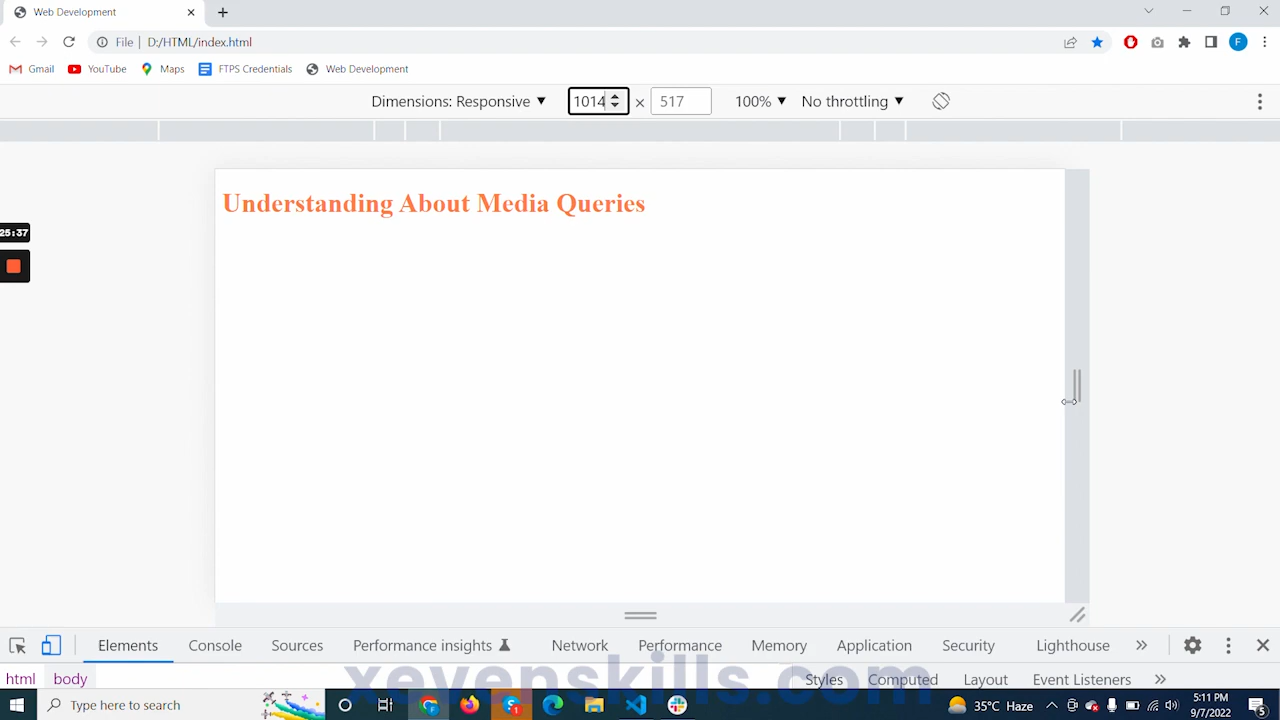 Web Development
File D:/HTML/index.html F
Gmail YouTube Maps FTPS Credentials Web Development
Dimensions: Responsive 1014 × 517 100% No throttling
Understanding About Media Queries
25:37
Elements Console Sources Performance insights Network Performance Memory Application Security Lighthouse
html body Styles Computed Layout Event Listeners
xevenskills.com
Type here to search 1 35°C Haze 5:11 PM
9/7/2022 5